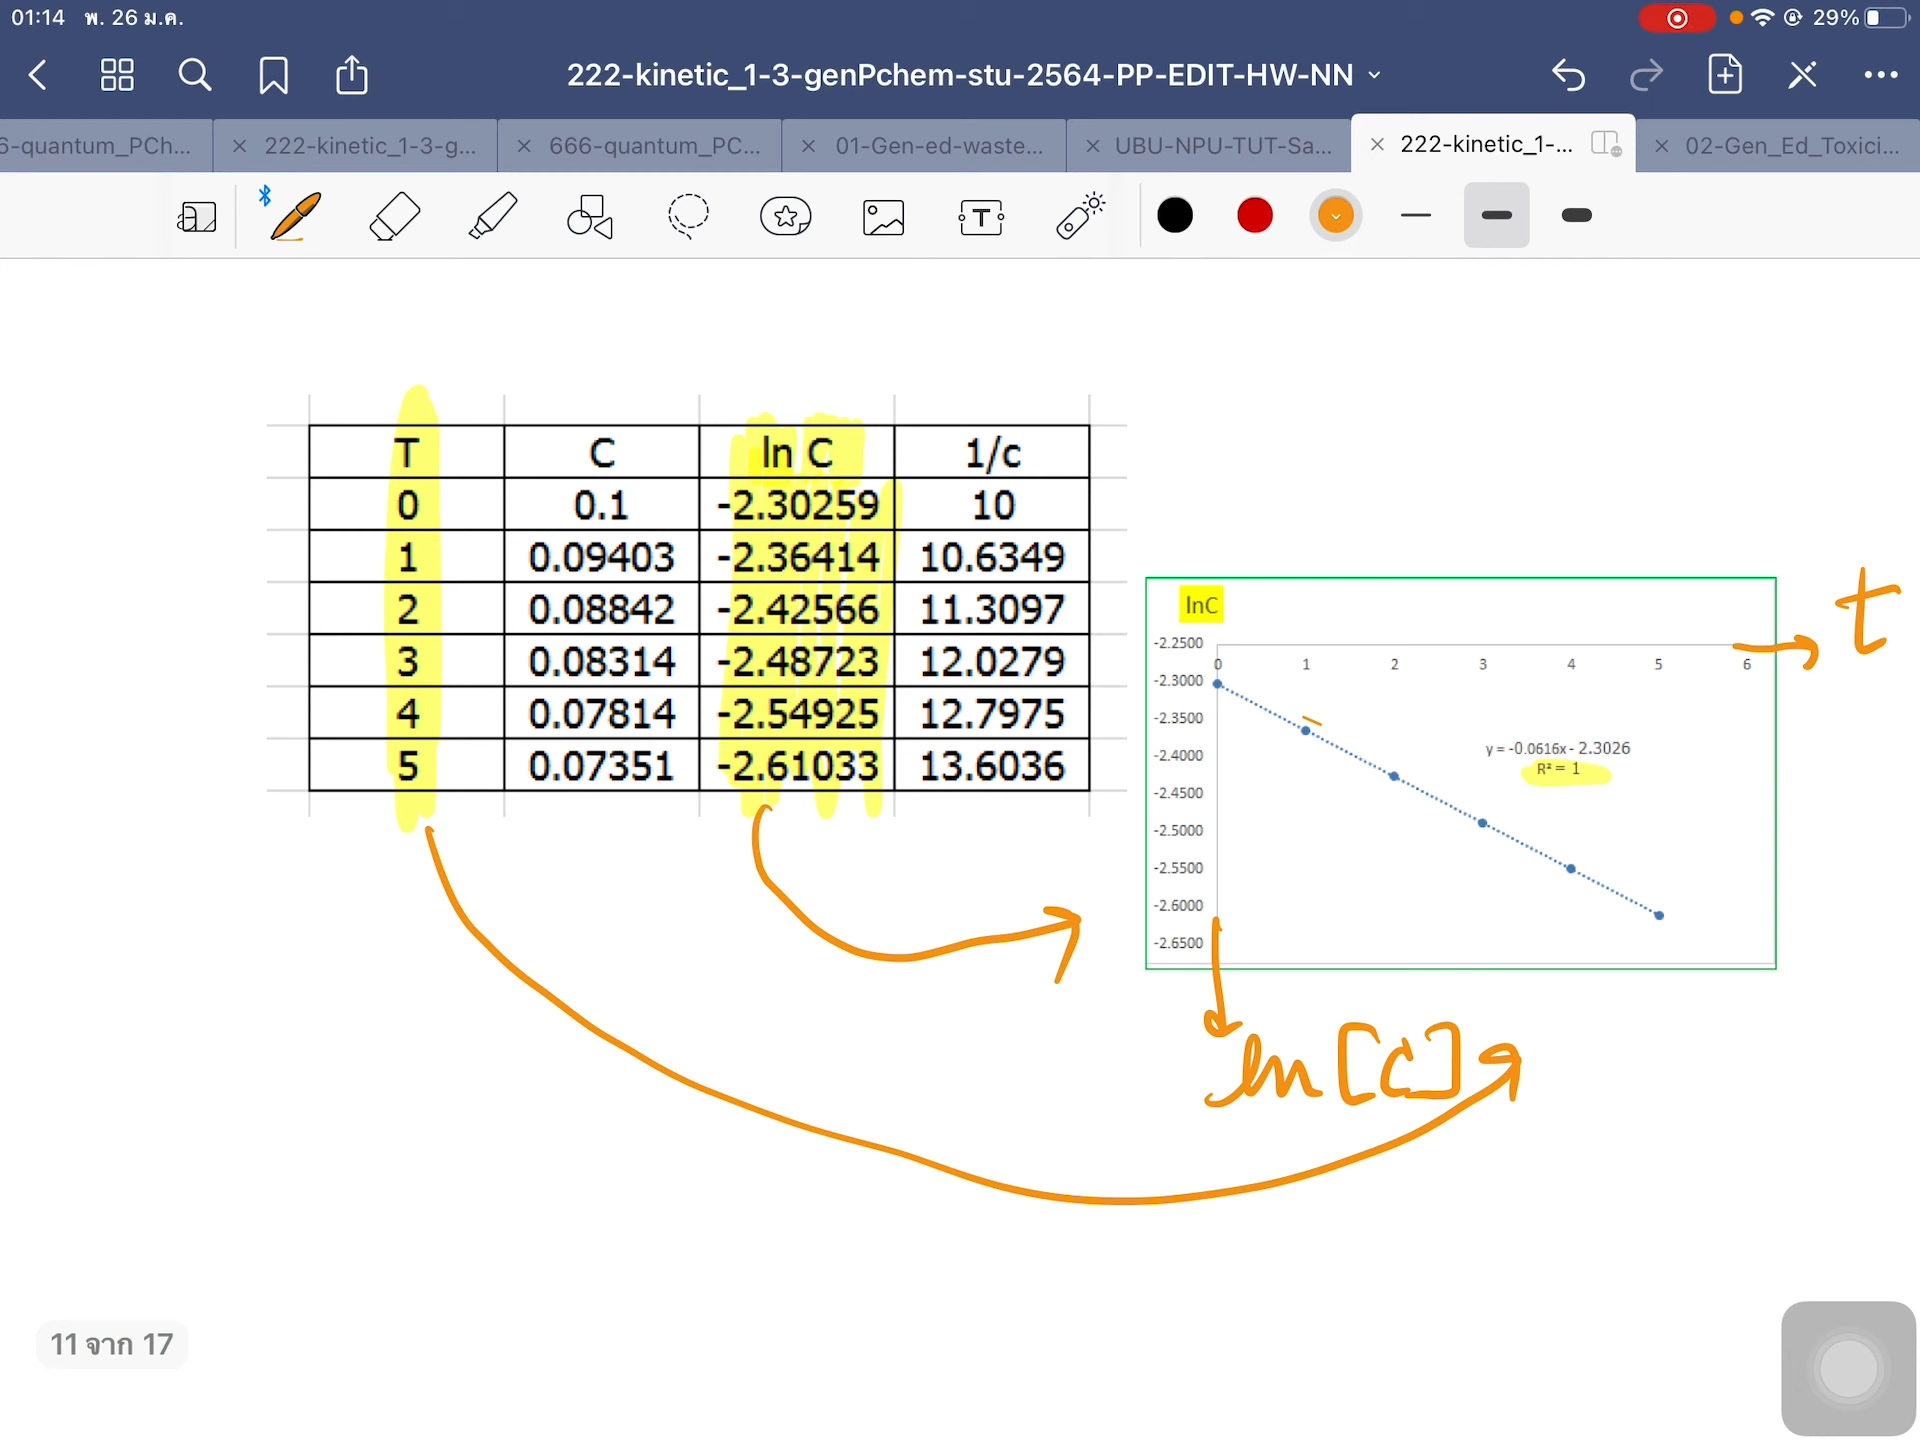 01:14 พ. 26 ม.ค.
29%
222-kinetic_1-3-genPchem-stu-2564-PP-EDIT-HW-NN
6-quantum_PCh... 222-kinetic_1-3-g... 666-quantum_PC... 01-Gen-ed-waste... UBU-NPU-TUT-Sa... 222-kinetic_1-... 02-Gen_Ed_Toxici...
T C ln C 1/c
0 0.1 -2.30259 10
1 0.09403 -2.36414 10.6349
2 0.08842 -2.42566 11.3097
3 0.08314 -2.48723 12.0279
4 0.07814 -2.54925 12.7975
5 0.07351 -2.61033 13.6036
lnC
t
-2.2500
0 1 2 3 4 5 6
-2.3000
-2.3500
-2.4000
-2.4500
-2.5000
-2.5500
-2.6000
-2.6500
y = -0.0616x - 2.3026
R² = 1
ln [C]
11 จาก 17